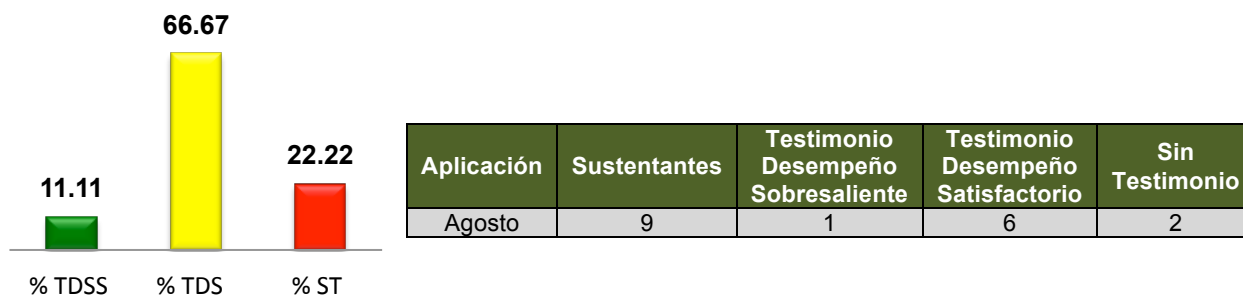 66.67
22.22
11.11
% TDSS % TDS % ST
Aplicación Sustentantes Testimonio Desempeño Sobresaliente Testimonio Desempeño Satisfactorio Sin Testimonio
Agosto 9 1 6 2